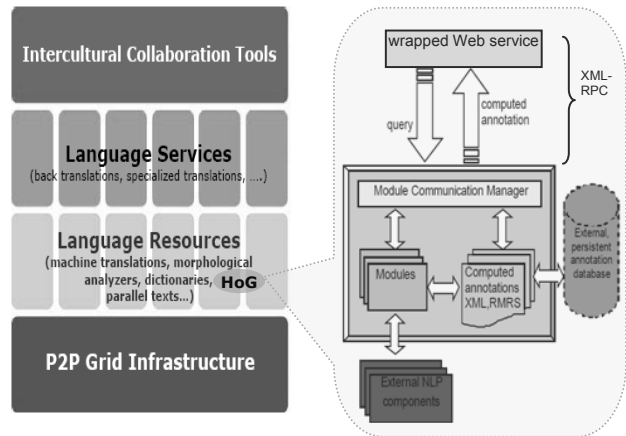 Intercultural Collaboration Tools
Language Services
(back translations, specialized translations, ....)
Language Resources
(machine translations, morphological
analyzers, dictionaries,
parallel texts...)
HoG
P2P Grid Infrastructure
wrapped Web service
XML-
RPC
query
computed
annotation
Module Communication Manager
Modules
Computed
annotations
XML,RMRS
External,
persistent
annotation
database
External NLP
components